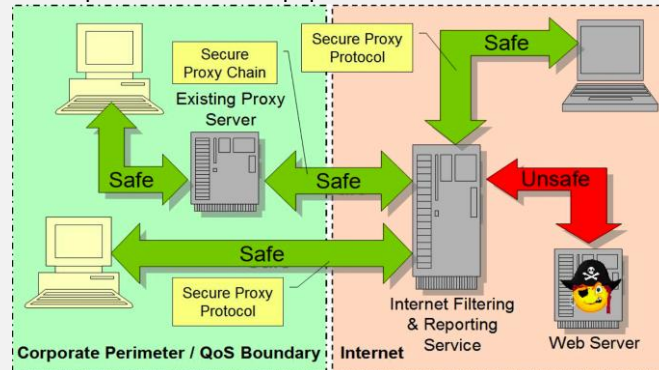 Secure
Proxy Chain
Secure Proxy
Protocol
Safe
Existing Proxy
Server
Safe
Safe
Unsafe
Safe
Secure Proxy
Protocol
Internet Filtering
& Reporting
Service
Web Server
Corporate Perimeter / QoS Boundary
Internet